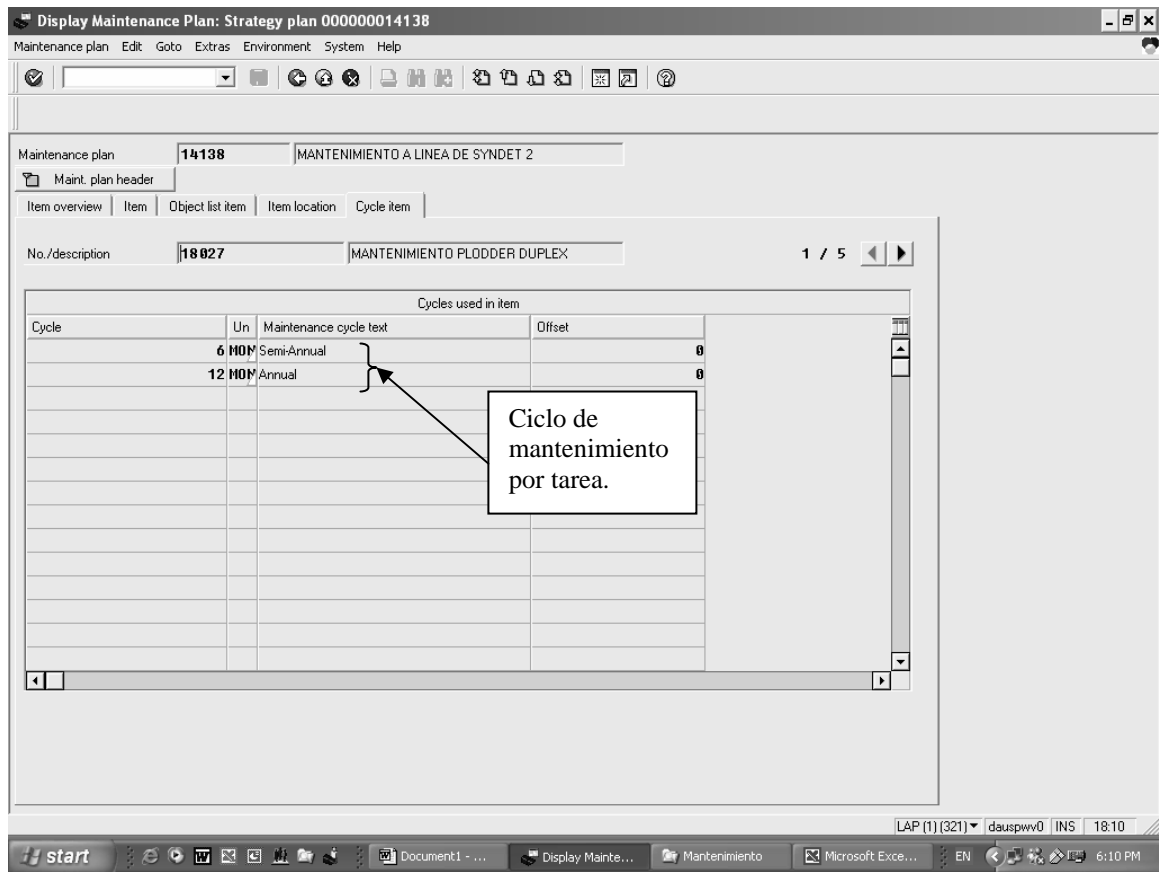 Display Maintenance Plan: Strategy plan 000000014138
Maintenance plan Edit Goto Extras Environment System Help
Maintenance plan 14138 MANTENIMIENTO A LINEA DE SYNDET 2
Maint. plan header
Item overview Item Object list item Item location Cycle item
No./description 18027 MANTENIMIENTO PLODDER DUPLEX 1 / 5
Cycles used in item
Cycle Un Maintenance cycle text Offset
6 MON Semi-Annual 0
12 MON Annual 0
Ciclo de
mantenimiento
por tarea.
LAP (1) (321) dauspwv0 INS 18:10
start Document1 - ... Display Mainte... Mantenimiento Microsoft Exce... EN 6:10 PM